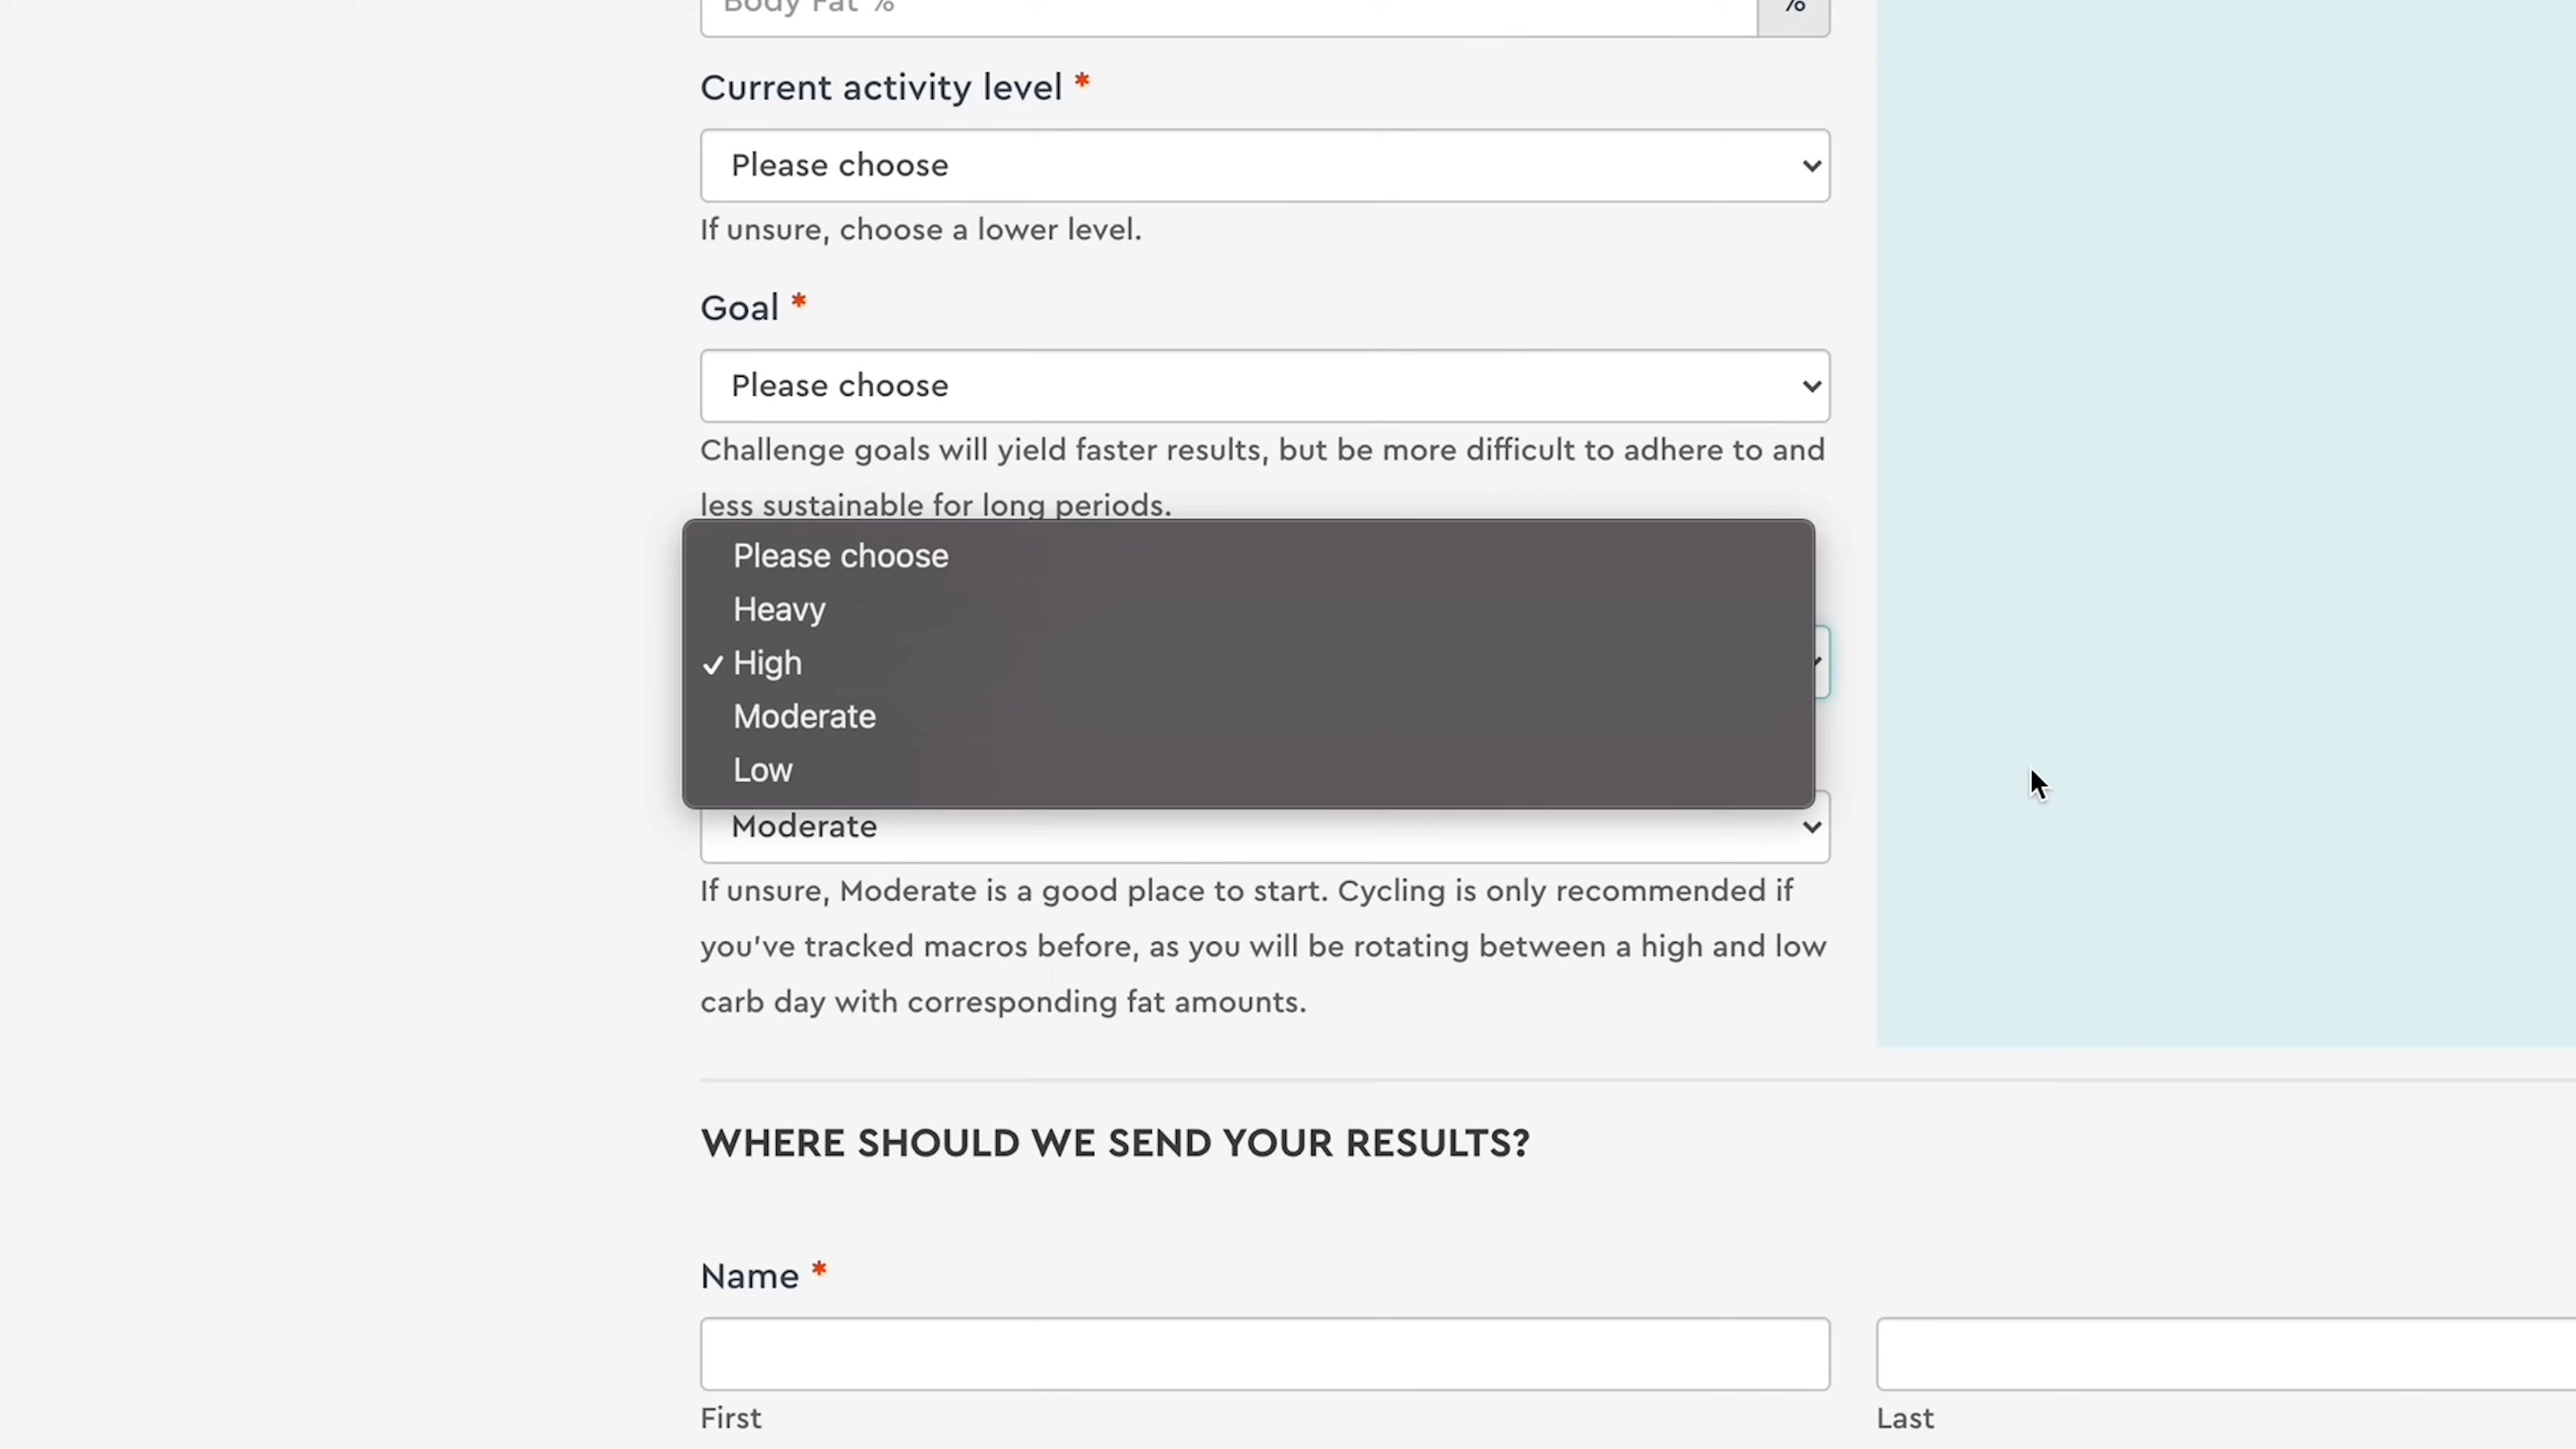 Body Fat %
%
Current activity level *
Please choose
If unsure, choose a lower level.
Goal *
Please choose
Challenge goals will yield faster results, but be more difficult to adhere to and
less sustainable for long periods.
Please choose
Heavy
✓ High
Moderate
Low
Moderate
If unsure, Moderate is a good place to start. Cycling is only recommended if
you've tracked macros before, as you will be rotating between a high and low
carb day with corresponding fat amounts.
WHERE SHOULD WE SEND YOUR RESULTS?
Name *
First
Last